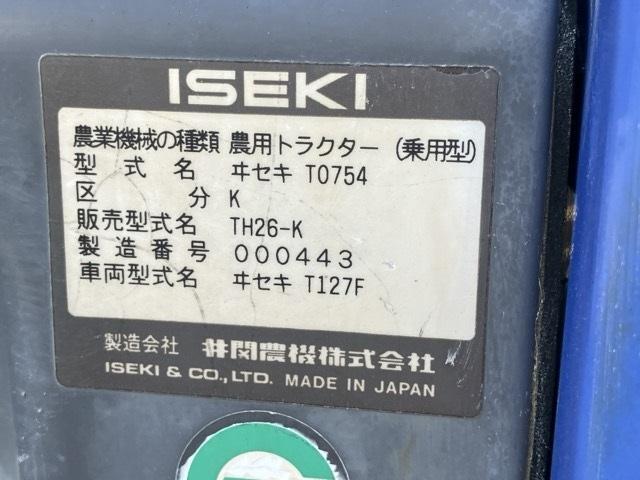 ISEKI
農業機械の種類 農用トラクター (乗用型)
型式名 ヰセキ T0754
区分 K
販売型式名 TH26-K
製造番号 000443
車両型式名 ヰセキ T127F
製造会社 井関農機株式会社
ISEKI & CO., LTD. MADE IN JAPAN